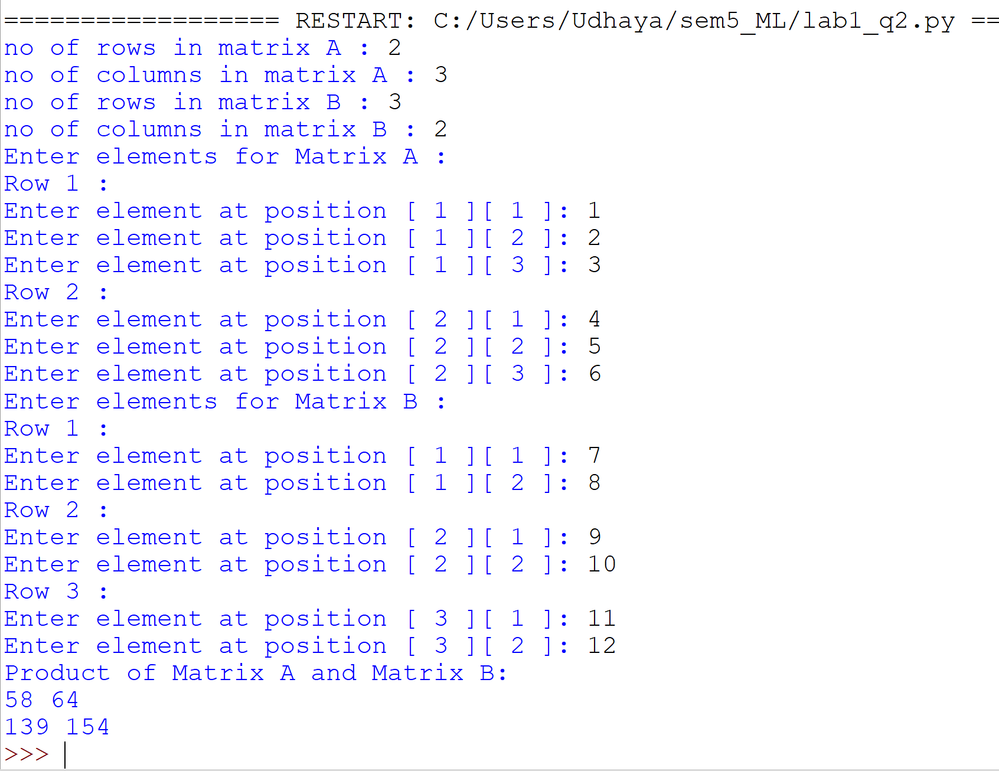 ================== RESTART: C:/Users/Udhaya/sem5_ML/lab1_q2.py ==
no of rows in matrix A : 2
no of columns in matrix A : 3
no of rows in matrix B : 3
no of columns in matrix B : 2
Enter elements for Matrix A :
Row 1 :
Enter element at position [ 1 ][ 1 ]: 1
Enter element at position [ 1 ][ 2 ]: 2
Enter element at position [ 1 ][ 3 ]: 3
Row 2 :
Enter element at position [ 2 ][ 1 ]: 4
Enter element at position [ 2 ][ 2 ]: 5
Enter element at position [ 2 ][ 3 ]: 6
Enter elements for Matrix B :
Row 1 :
Enter element at position [ 1 ][ 1 ]: 7
Enter element at position [ 1 ][ 2 ]: 8
Row 2 :
Enter element at position [ 2 ][ 1 ]: 9
Enter element at position [ 2 ][ 2 ]: 10
Row 3 :
Enter element at position [ 3 ][ 1 ]: 11
Enter element at position [ 3 ][ 2 ]: 12
Product of Matrix A and Matrix B:
58 64
139 154
>>>